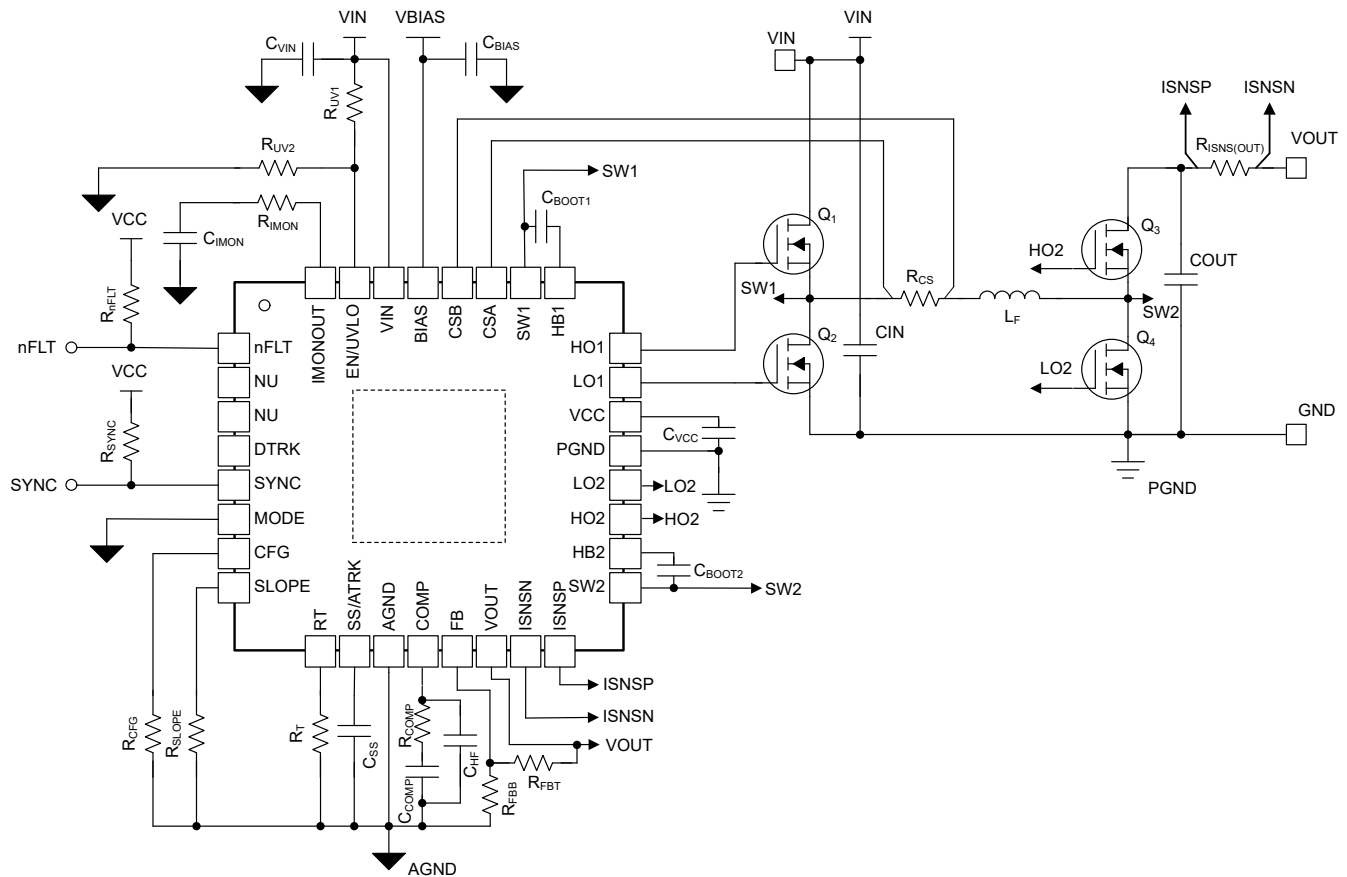 VIN
VBIAS
C_VIN
C_BIAS
R_UV1
R_UV2
R_IMON
C_IMON
VCC
R_nFLT
nFLT
VCC
R_SYNC
SYNC
SW1
C_BOOT1
IMONOUT
EN/UVLO
VIN
BIAS
CSB
CSA
SW1
HB1
nFLT
NU
NU
DTRK
SYNC
MODE
CFG
SLOPE
HO1
LO1
VCC
PGND
LO2
HO2
HB2
SW2
RT
SS/ATRK
AGND
COMP
FB
VOUT
ISNSN
ISNSP
C_VCC
LO2
HO2
C_BOOT2
SW2
ISNSP
ISNSN
VOUT
R_CFG
R_SLOPE
R_T
C_SS
R_COMP
C_COMP
C_HF
R_FBB
R_FBT
AGND
VIN
VIN
Q1
SW1
Q2
CIN
R_CS
L_F
HO2
Q3
SW2
LO2
Q4
COUT
ISNSP
ISNSN
R_ISNS(OUT)
VOUT
GND
PGND